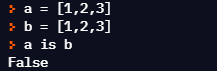 > a = [1,2,3]
> b = [1,2,3]
> a is b
False